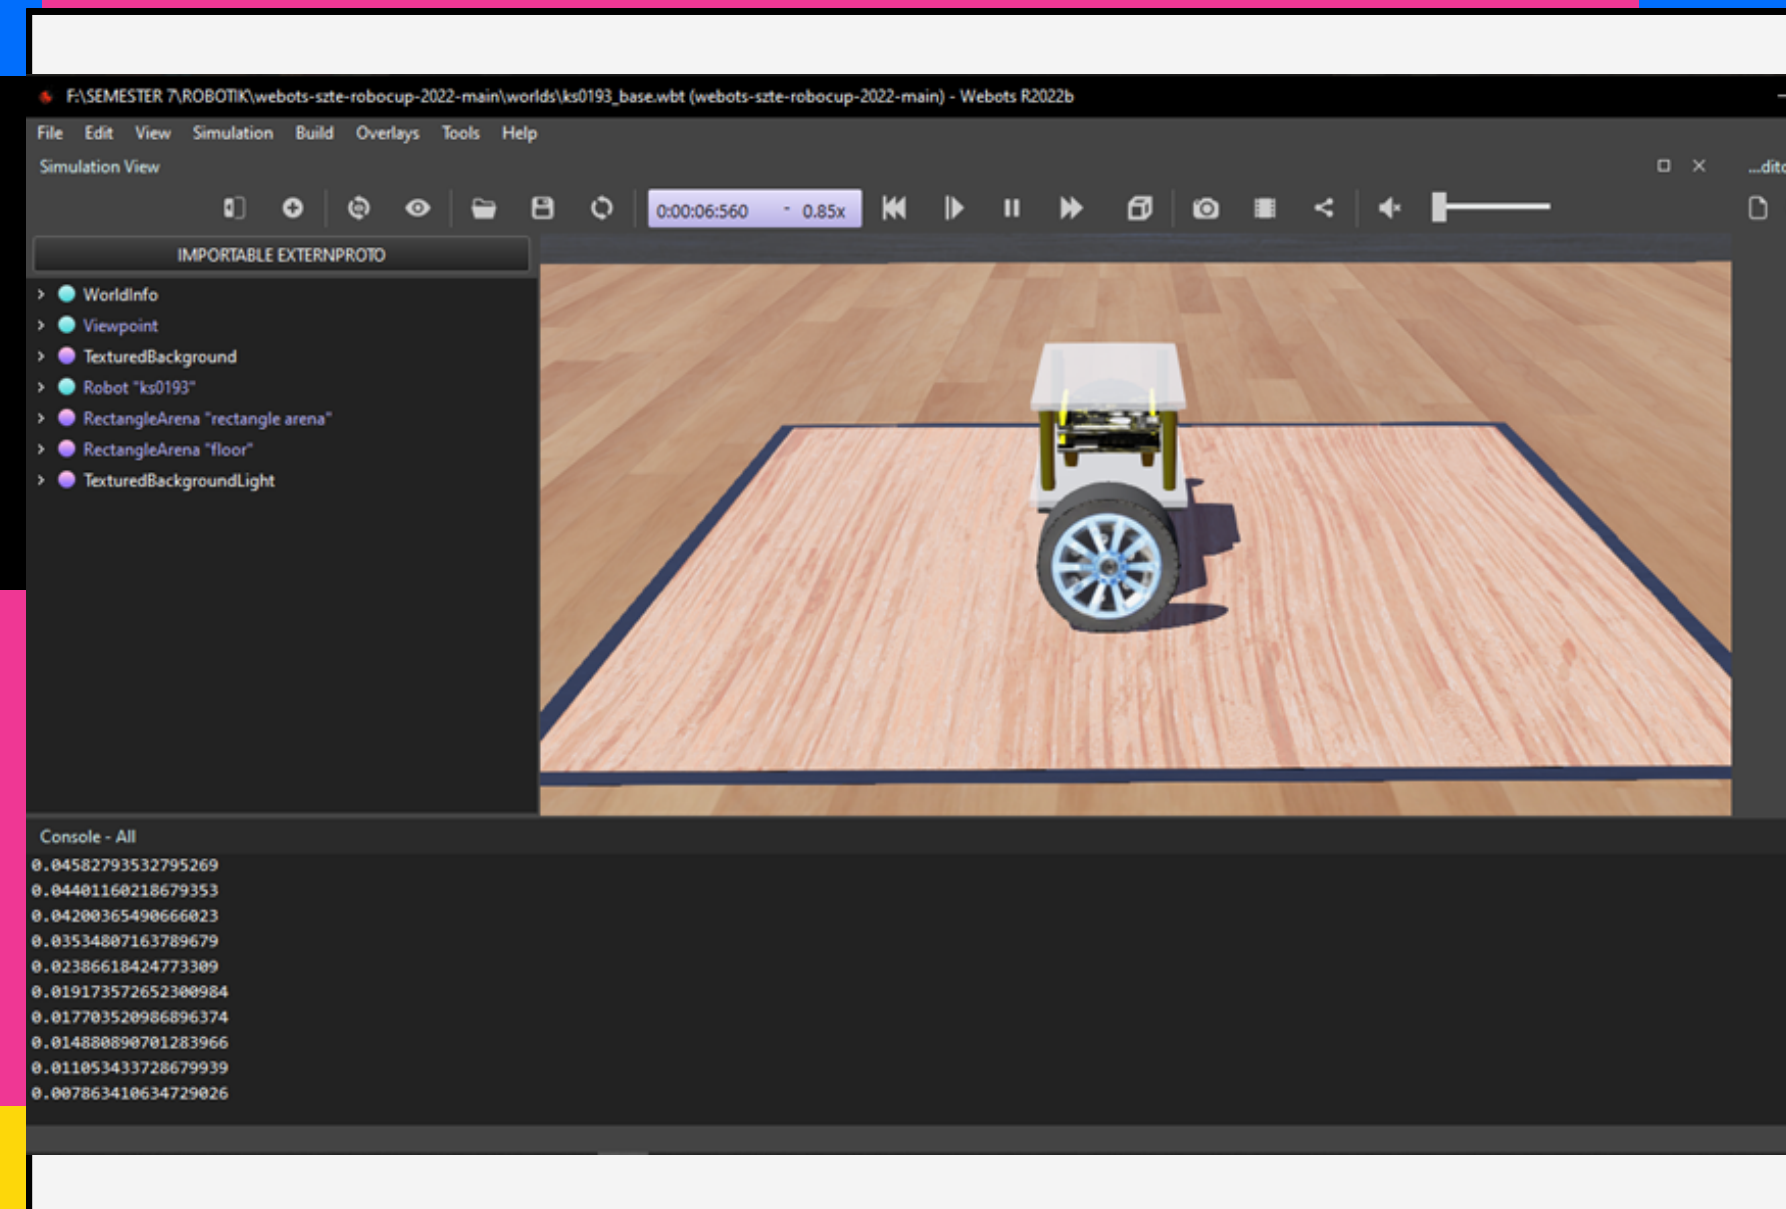 F:\SEMESTER 7\ROBOTIK\webots-szte-robocup-2022-main\worlds\ks0193_base.wbt (webots-szte-robocup-2022-main) - Webots R2022b
File Edit View Simulation Build Overlays Tools Help
Simulation View
...dito
0:00:06:560 - 0.85x
IMPORTABLE EXTERNPROTO
WorldInfo
Viewpoint
TexturedBackground
Robot "ks0193"
RectangleArena "rectangle arena"
RectangleArena "floor"
TexturedBackgroundLight
Console - All
0.04582793532795269
0.04401160218679353
0.04200365490666023
0.03534807163789679
0.02386618424773309
0.019173572652300984
0.017703520986896374
0.014880890701283966
0.011053433728679939
0.007863410634729026